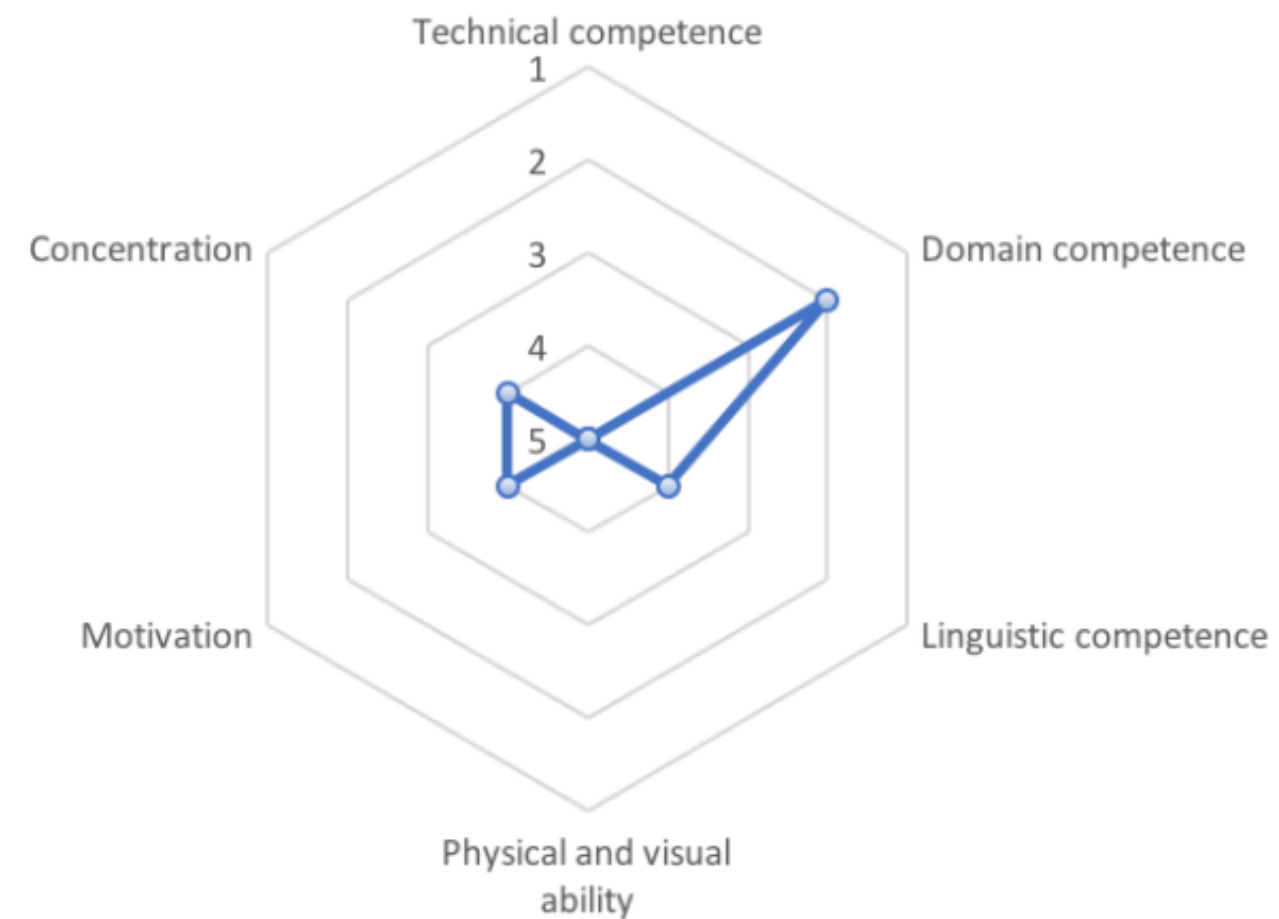 Technical competence
1
2
Concentration
Domain competence
3
4
5
Motivation
Linguistic competence
Physical and visual
ability